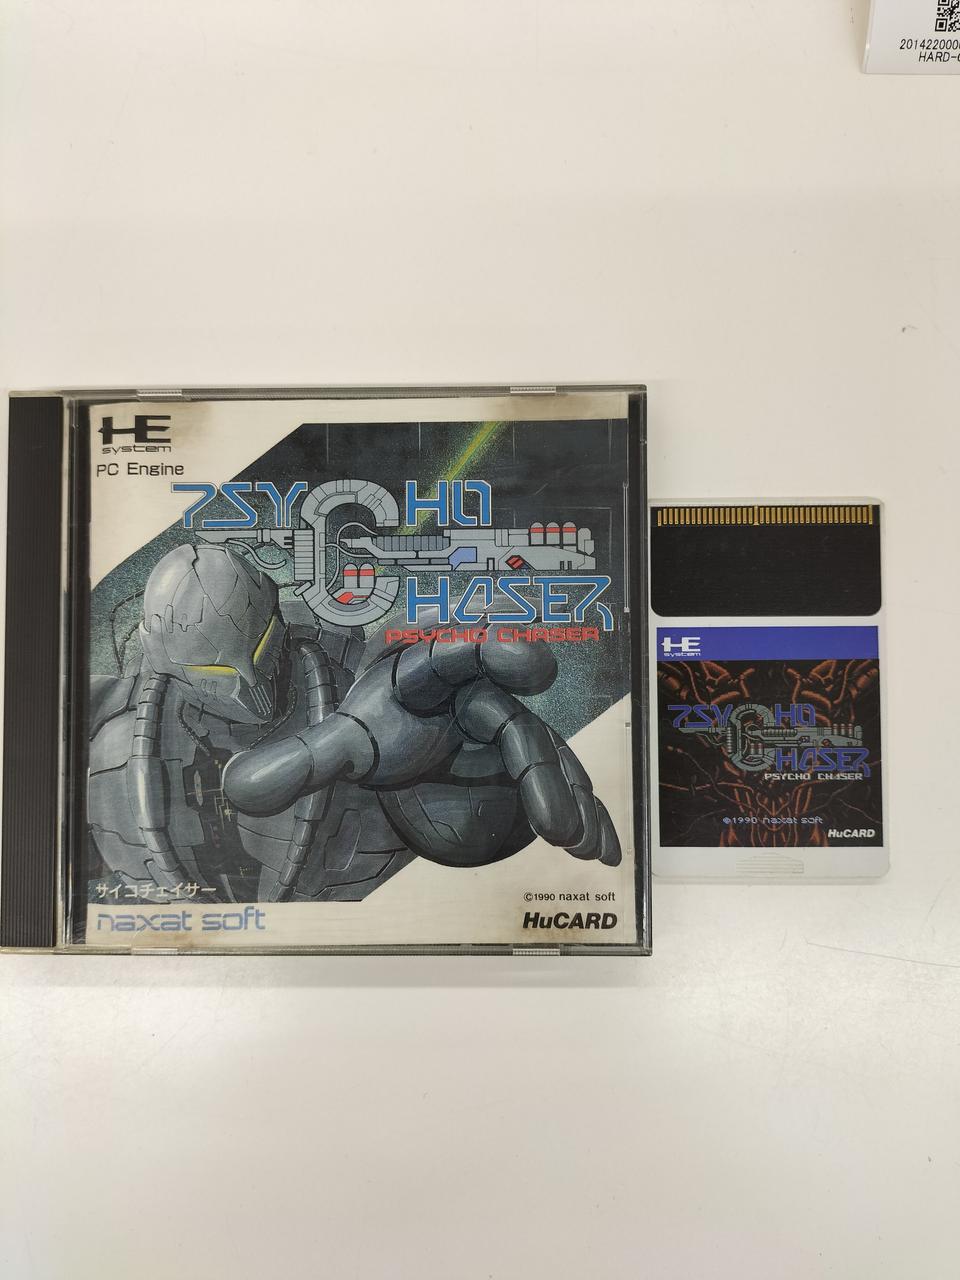 HE
system
PC Engine
PSYCHO
CHASER
PSYCHO CHASER
サイコチェイサー
naxat soft
©1990 naxat soft
HuCARD
HE
system
PSYCHO
CHASER
PSYCHO CHASER
©1990 naxat soft
HuCARD